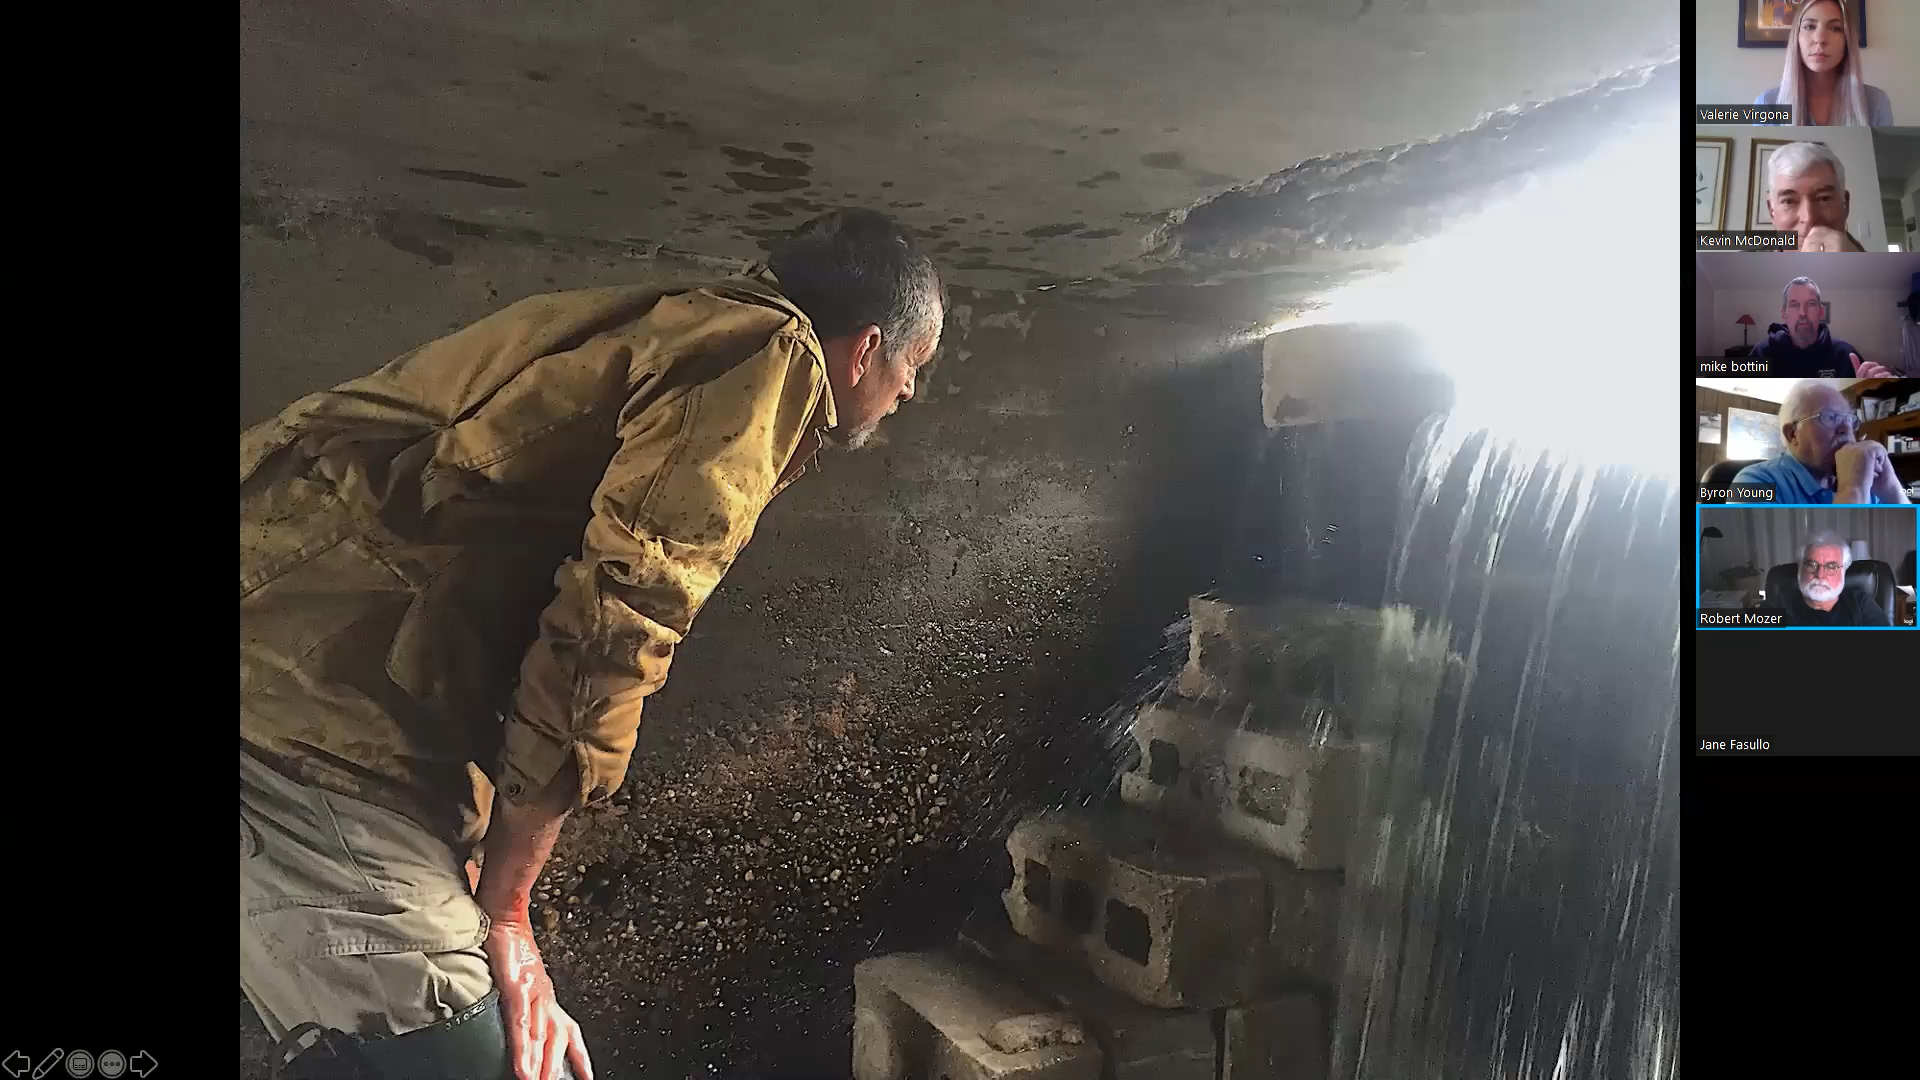 Valerie Virgona
Kevin McDonald
mike bottini
Byron Young
Robert Mozer
Jane Fasullo